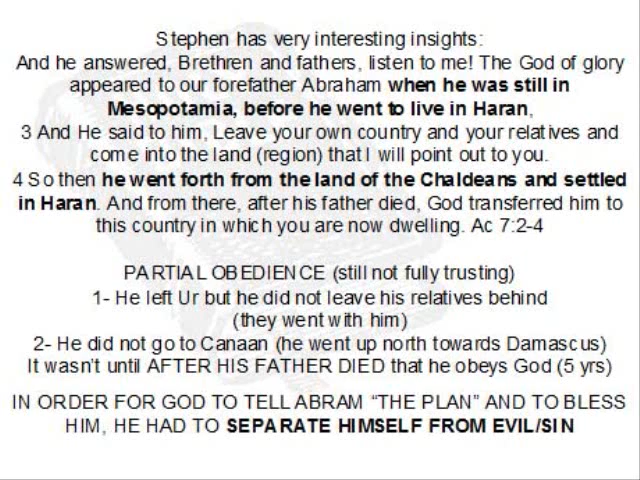 Stephen has very interesting insights:
And he answered, Brethren and fathers, listen to me! The God of glory
appeared to our forefather Abraham when he was still in
Mesopotamia, before he went to live in Haran,
3 And He said to him, Leave your own country and your relatives and
come into the land (region) that I will point out to you.
4 So then he went forth from the land of the Chaldeans and settled
in Haran. And from there, after his father died, God transferred him to
this country in which you are now dwelling. Ac 7:2-4
PARTIAL OBEDIENCE (still not fully trusting)
1- He left Ur but he did not leave his relatives behind
(they went with him)
2- He did not go to Canaan (he went up north towards Damascus)
It wasn't until AFTER HIS FATHER DIED that he obeys God (5 yrs)
IN ORDER FOR GOD TO TELL ABRAM “THE PLAN” AND TO BLESS
HIM, HE HAD TO SEPARATE HIMSELF FROM EVIL/SIN